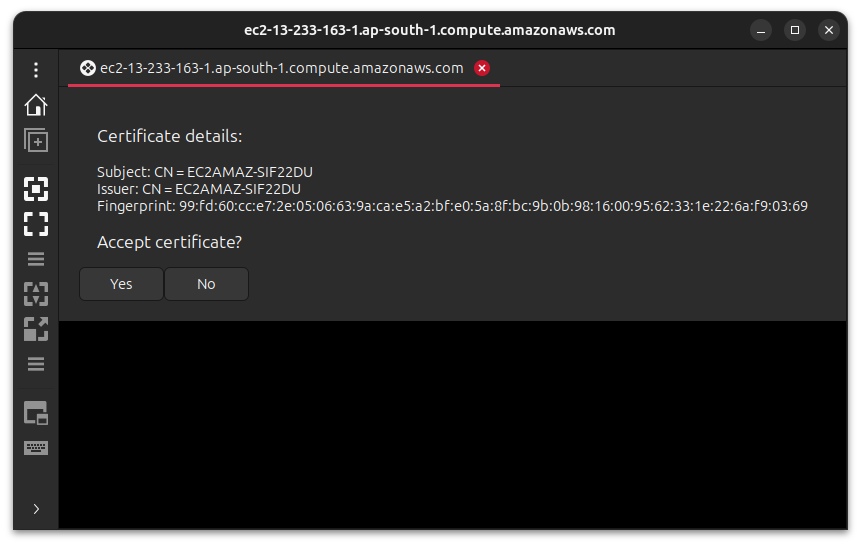 ec2-13-233-163-1.ap-south-1.compute.amazonaws.com
ec2-13-233-163-1.ap-south-1.compute.amazonaws.com
Certificate details:
Subject: CN = EC2AMAZ-SIF22DU
Issuer: CN = EC2AMAZ-SIF22DU
Fingerprint: 99:fd:60:cc:e7:2e:05:06:63:9a:ca:e5:a2:bf:e0:5a:8f:bc:9b:0b:98:16:00:95:62:33:1e:22:6a:f9:03:69
Accept certificate?
Yes No